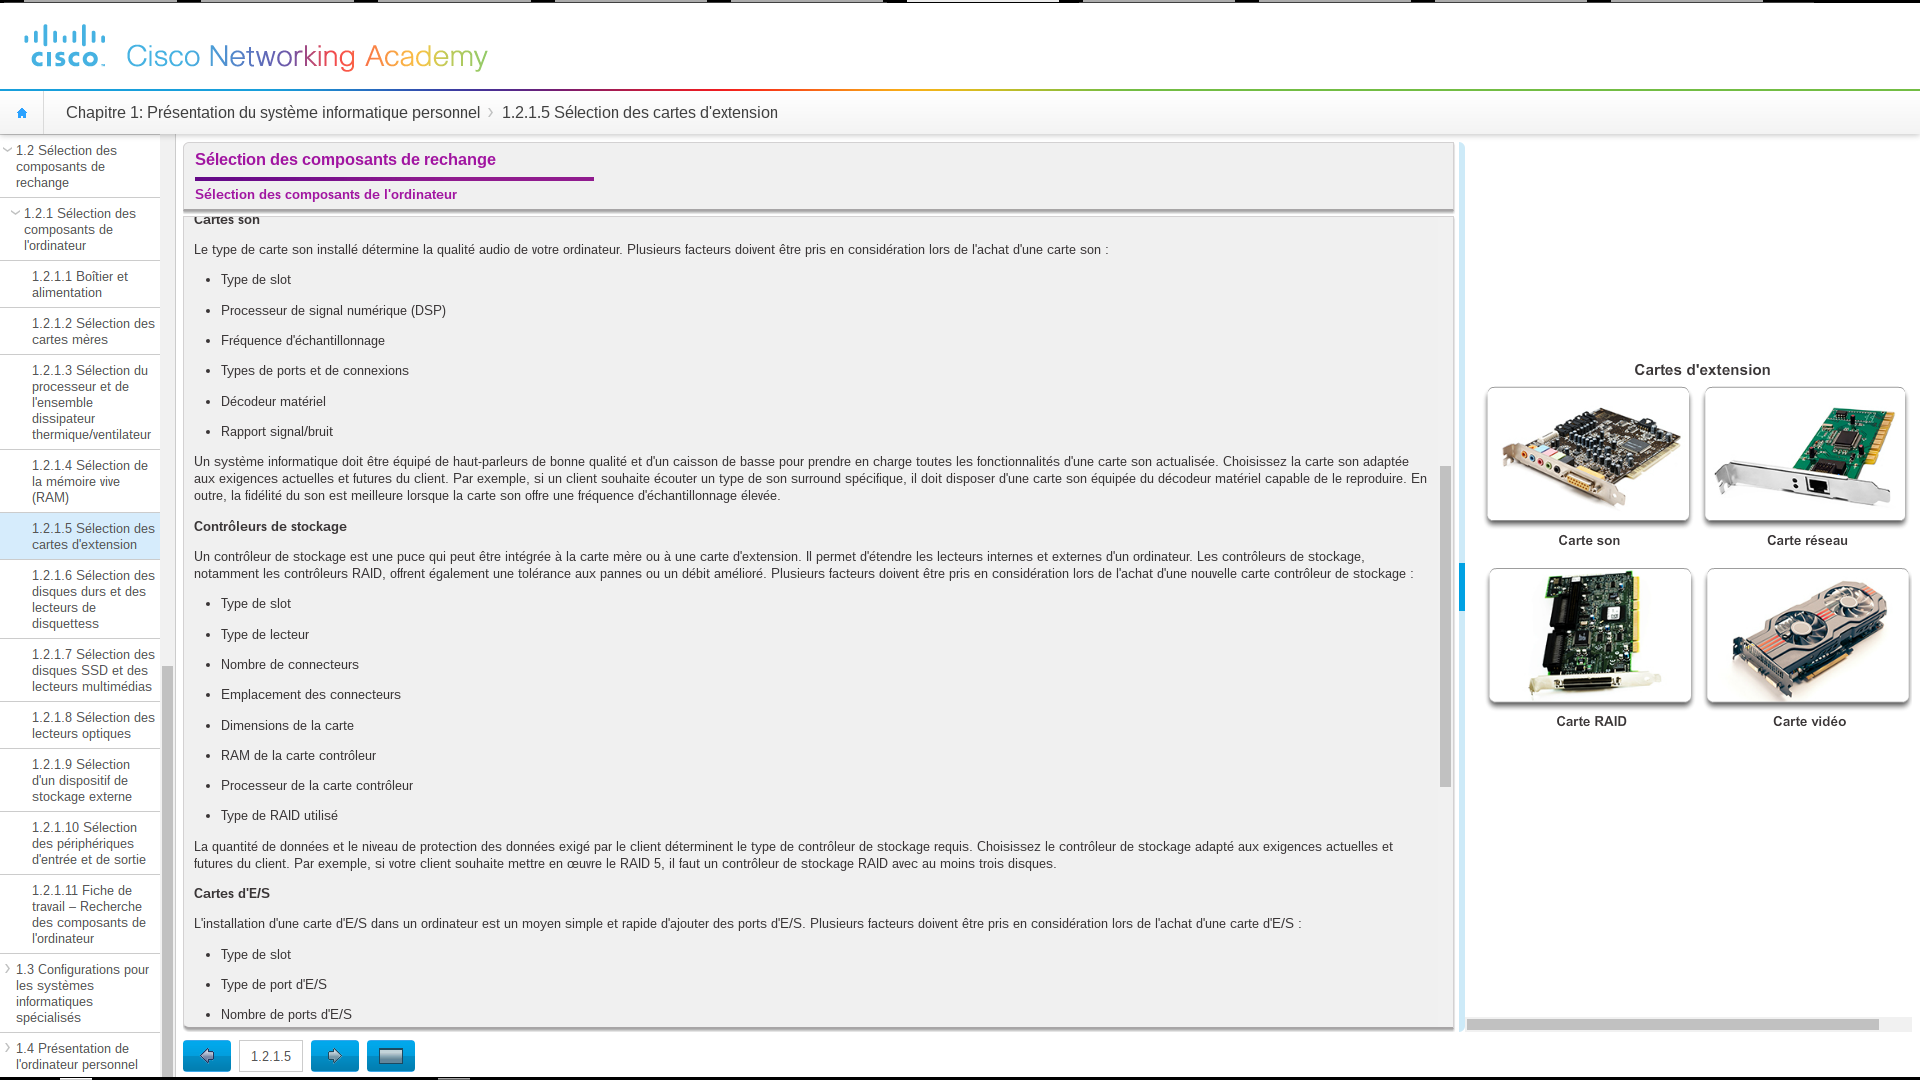 cisco
Cisco Networking Academy
Chapitre 1: Présentation du système informatique personnel
1.2.1.5 Sélection des cartes d'extension
1.2 Sélection des
composants de
rechange
1.2.1 Sélection des
composants de
l'ordinateur
1.2.1.1 Boîtier et
alimentation
1.2.1.2 Sélection des
cartes mères
1.2.1.3 Sélection du
processeur et de
l'ensemble
dissipateur
thermique/ventilateur
1.2.1.4 Sélection de
la mémoire vive
(RAM)
1.2.1.5 Sélection des
cartes d'extension
1.2.1.6 Sélection des
disques durs et des
lecteurs de
disquettess
1.2.1.7 Sélection des
disques SSD et des
lecteurs multimédias
1.2.1.8 Sélection des
lecteurs optiques
1.2.1.9 Sélection
d'un dispositif de
stockage externe
1.2.1.10 Sélection
des périphériques
d'entrée et de sortie
1.2.1.11 Fiche de
travail – Recherche
des composants de
l'ordinateur
1.3 Configurations pour
les systèmes
informatiques
spécialisés
1.4 Présentation de
l'ordinateur personnel
Sélection des composants de rechange
Sélection des composants de l'ordinateur
Cartes son
Le type de carte son installé détermine la qualité audio de votre ordinateur. Plusieurs facteurs doivent être pris en considération lors de l'achat d'une carte son :
• Type de slot
• Processeur de signal numérique (DSP)
• Fréquence d'échantillonnage
• Types de ports et de connexions
• Décodeur matériel
• Rapport signal/bruit
Un système informatique doit être équipé de haut-parleurs de bonne qualité et d'un caisson de basse pour prendre en charge toutes les fonctionnalités d'une carte son actualisée. Choisissez la carte son adaptée
aux exigences actuelles et futures du client. Par exemple, si un client souhaite écouter un type de son surround spécifique, il doit disposer d'une carte son équipée du décodeur matériel capable de le reproduire. En
outre, la fidélité du son est meilleure lorsque la carte son offre une fréquence d'échantillonnage élevée.
Contrôleurs de stockage
Un contrôleur de stockage est une puce qui peut être intégrée à la carte mère ou à une carte d'extension. Il permet d'étendre les lecteurs internes et externes d'un ordinateur. Les contrôleurs de stockage,
notamment les contrôleurs RAID, offrent également une tolérance aux pannes ou un débit amélioré. Plusieurs facteurs doivent être pris en considération lors de l'achat d'une nouvelle carte contrôleur de stockage :
• Type de slot
• Type de lecteur
• Nombre de connecteurs
• Emplacement des connecteurs
• Dimensions de la carte
• RAM de la carte contrôleur
• Processeur de la carte contrôleur
• Type de RAID utilisé
La quantité de données et le niveau de protection des données exigé par le client déterminent le type de contrôleur de stockage requis. Choisissez le contrôleur de stockage adapté aux exigences actuelles et
futures du client. Par exemple, si votre client souhaite mettre en œuvre le RAID 5, il faut un contrôleur de stockage RAID avec au moins trois disques.
Cartes d'E/S
L'installation d'une carte d'E/S dans un ordinateur est un moyen simple et rapide d'ajouter des ports d'E/S. Plusieurs facteurs doivent être pris en considération lors de l'achat d'une carte d'E/S :
• Type de slot
• Type de port d'E/S
• Nombre de ports d'E/S
1.2.1.5
Cartes d'extension
Carte son
Carte réseau
Carte RAID
Carte vidéo